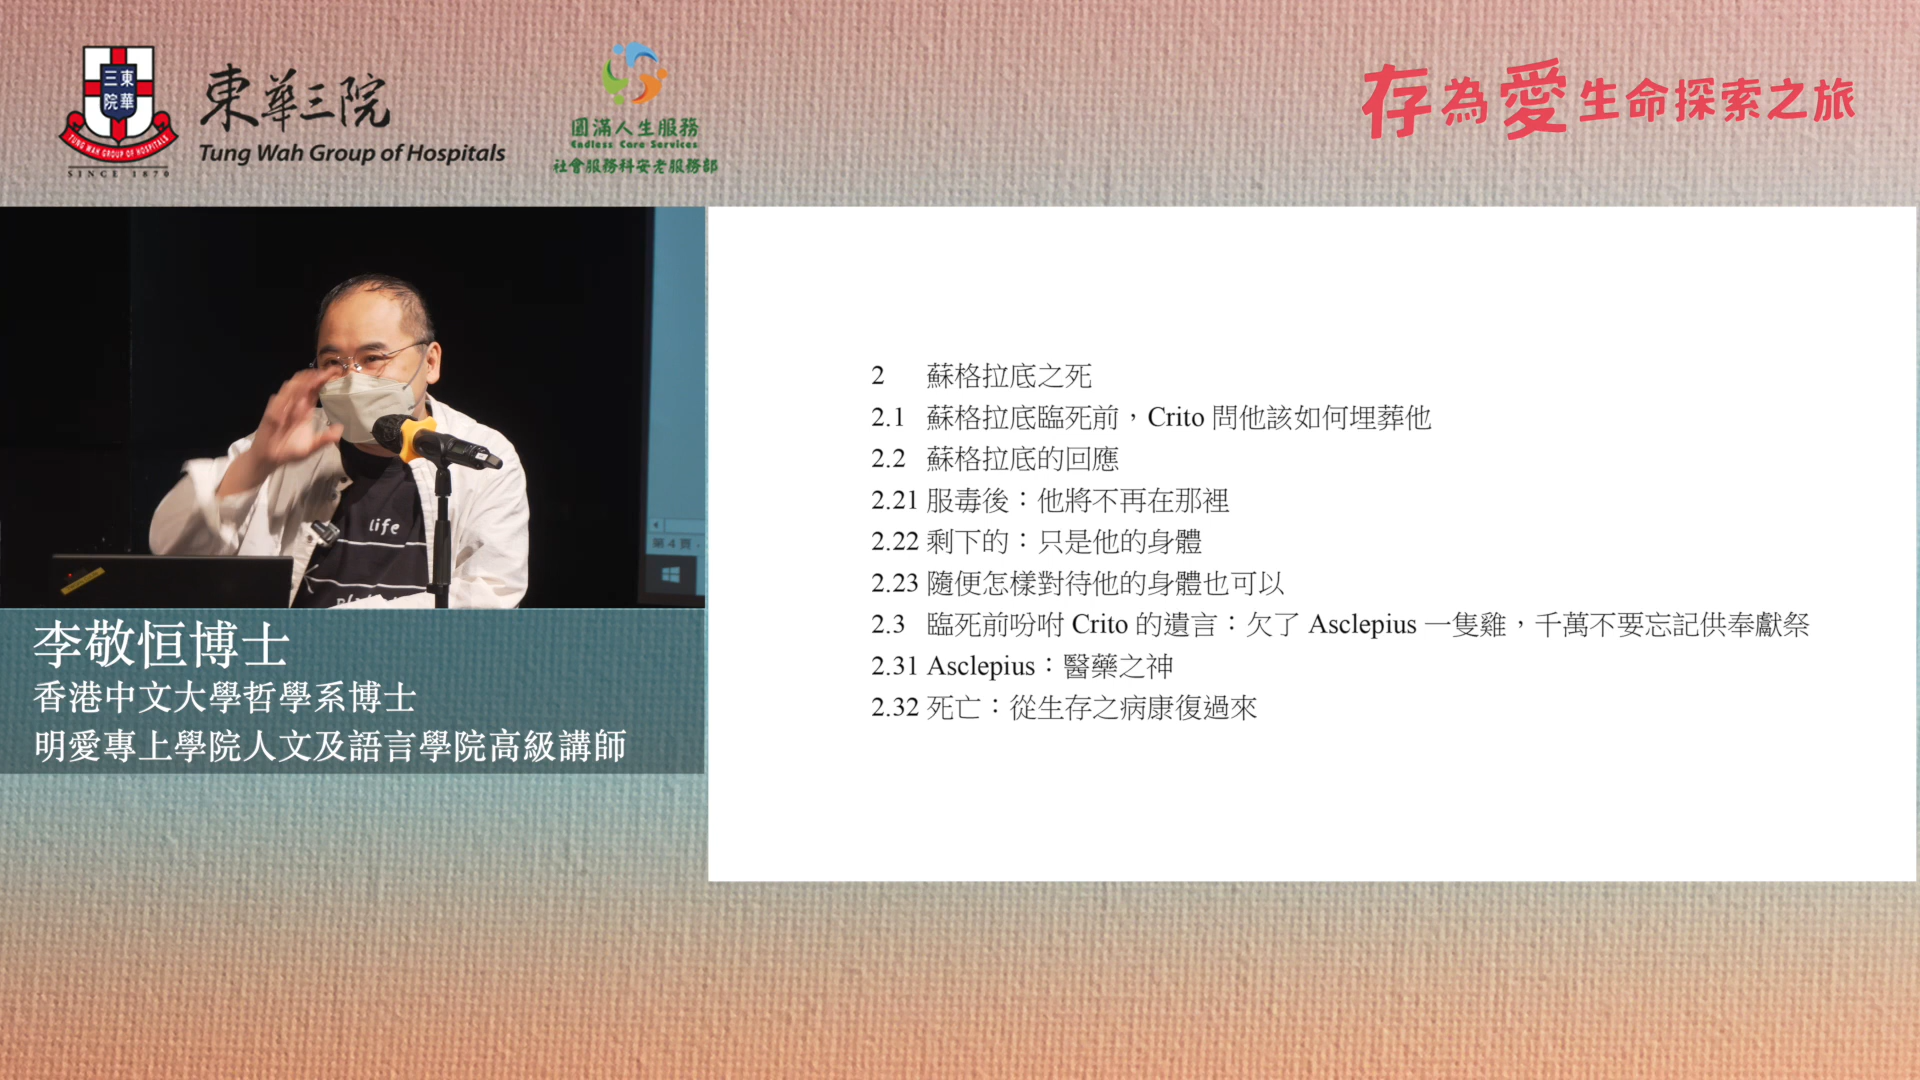 三東
院華
TUNG WAH GROUP OF HOSPITALS
SINCE 1870
東華三院
Tung Wah Group of Hospitals
圓滿人生服務
Endless Care Services
社會服務科安老服務部
存為愛生命探索之旅
life
第 4 頁，
李敬恒博士
香港中文大學哲學系博士
明愛專上學院人文及語言學院高級講師
2 蘇格拉底之死
2.1 蘇格拉底臨死前，Crito 問他該如何埋葬他
2.2 蘇格拉底的回應
2.21 服毒後：他將不再在那裡
2.22 剩下的：只是他的身體
2.23 隨便怎樣對待他的身體也可以
2.3 臨死前吩咐 Crito 的遺言：欠了 Asclepius 一隻雞，千萬不要忘記供奉獻祭
2.31 Asclepius：醫藥之神
2.32 死亡：從生存之病康復過來